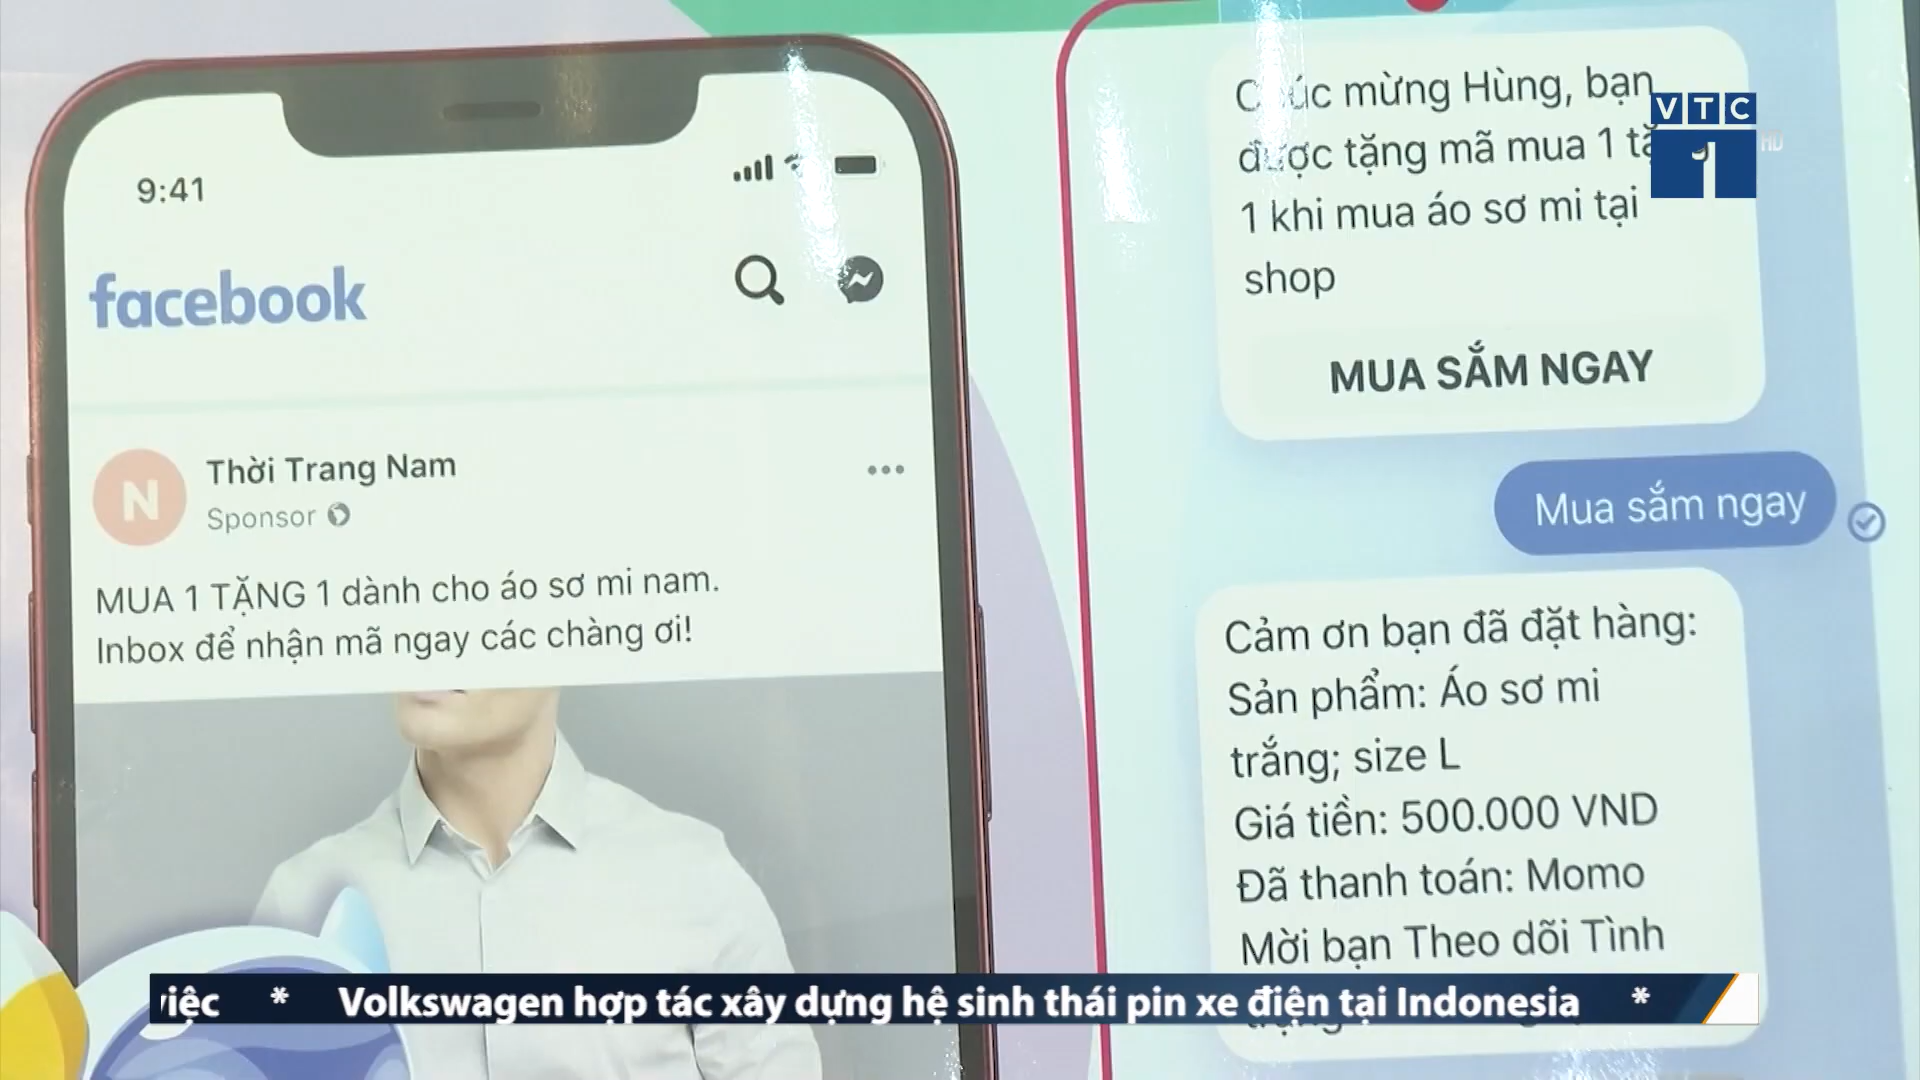 9:41
facebook
N
Thời Trang Nam
Sponsor
MUA 1 TẶNG 1 dành cho áo sơ mi nam.
Inbox để nhận mã ngay các chàng ơi!
Chúc mừng Hùng, bạn
được tặng mã mua 1 tặng
1 khi mua áo sơ mi tại
shop
MUA SẮM NGAY
Mua sắm ngay
Cảm ơn bạn đã đặt hàng:
Sản phẩm: Áo sơ mi
trắng; size L
Giá tiền: 500.000 VND
Đã thanh toán: Momo
Mời bạn Theo dõi Tình
VTC
1
HD
việc * Volkswagen hợp tác xây dựng hệ sinh thái pin xe điện tại Indonesia *